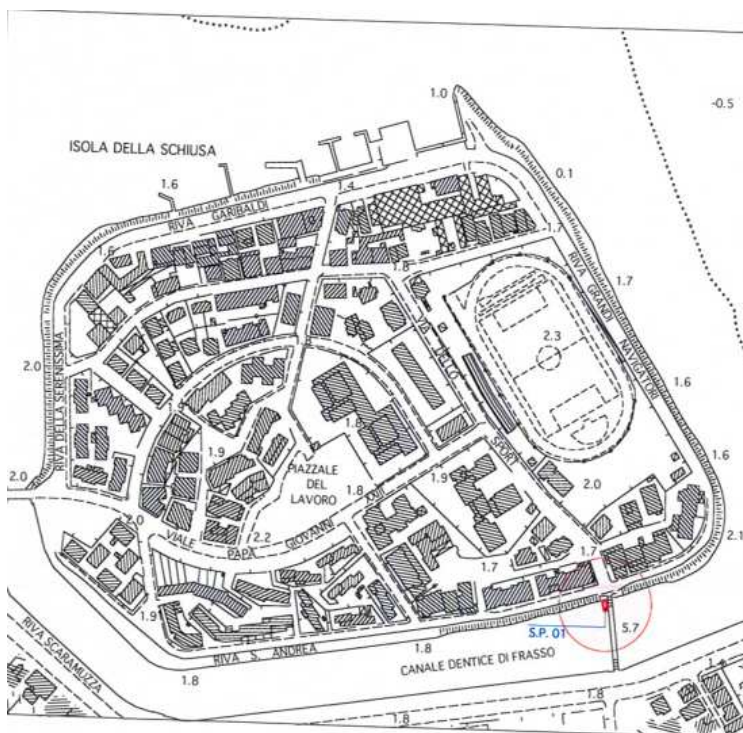 1.0
-0.5
ISOLA DELLA SCHIUSA
0.1
1.6
1.4
RIVA GARIBALDI
1.7
1.6
1.8
RIVA GRANDI NAVIGATORI
1.7
2.3
2.0
RIVA DELLA SERENISSIMA
DELLO SPORT
1.6
1.8
1.9
1.6
PIAZZALE
DEL
LAVORO
1.9
2.0
1.8
2.0
2.0
2.2
VIALE PAPA GIOVANNI
2.1
1.7
1.7
1.9
S.P. 01
5.7
RIVA SCARAMUZZA
RIVA S. ANDREA
1.8
CANALE DENTICE DI FRASSO
1.8
1.8
1.8